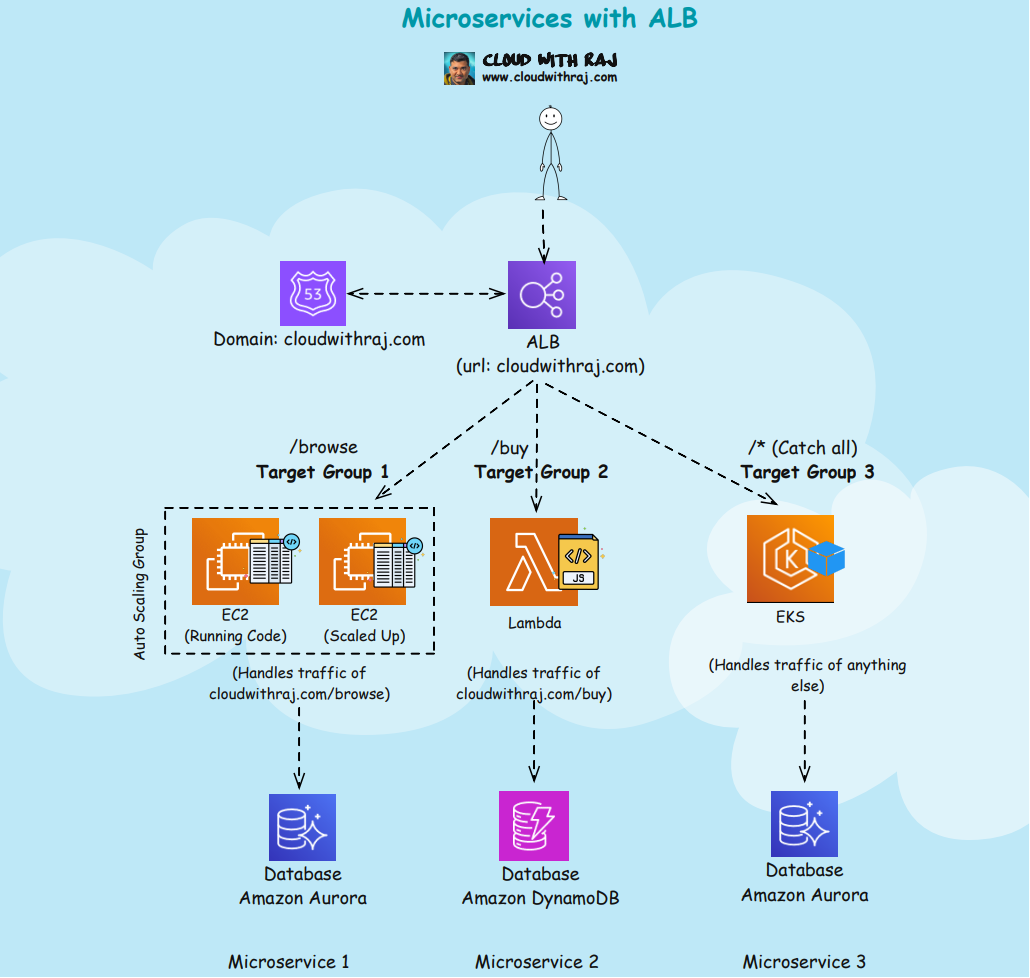 Microservices with ALB
CLOUD WITH RAJ
www.cloudwithraj.com
53
Domain: cloudwithraj.com
ALB
(url: cloudwithraj.com)
/browse
Target Group 1
/buy
Target Group 2
/* (Catch all)
Target Group 3
Auto Scaling Group
</>
EC2
(Running Code)
</>
EC2
(Scaled Up)
</>
JS
Lambda
K
EKS
(Handles traffic of
cloudwithraj.com/browse)
(Handles traffic of
cloudwithraj.com/buy)
(Handles traffic of anything
else)
Database
Amazon Aurora
Database
Amazon DynamoDB
Database
Amazon Aurora
Microservice 1
Microservice 2
Microservice 3